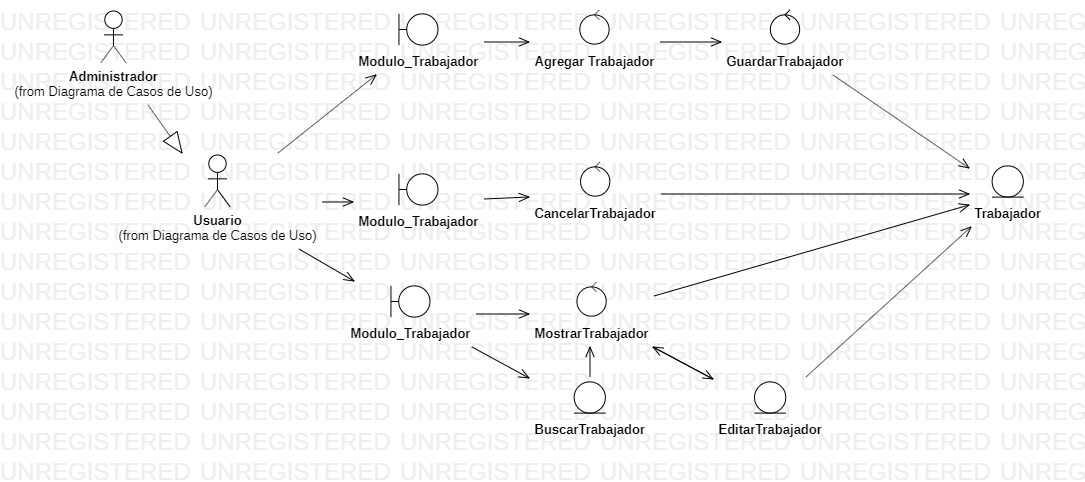 Administrador
(from Diagrama de Casos de Uso)
Modulo_Trabajador
Agregar Trabajador
GuardarTrabajador
Usuario
(from Diagrama de Casos de Uso)
Modulo_Trabajador
CancelarTrabajador
Trabajador
Modulo_Trabajador
MostrarTrabajador
BuscarTrabajador
EditarTrabajador
UNREGISTERED UNREGISTERED UNREGISTERED UNREGISTERED UNREGISTERED UNREGISTERED